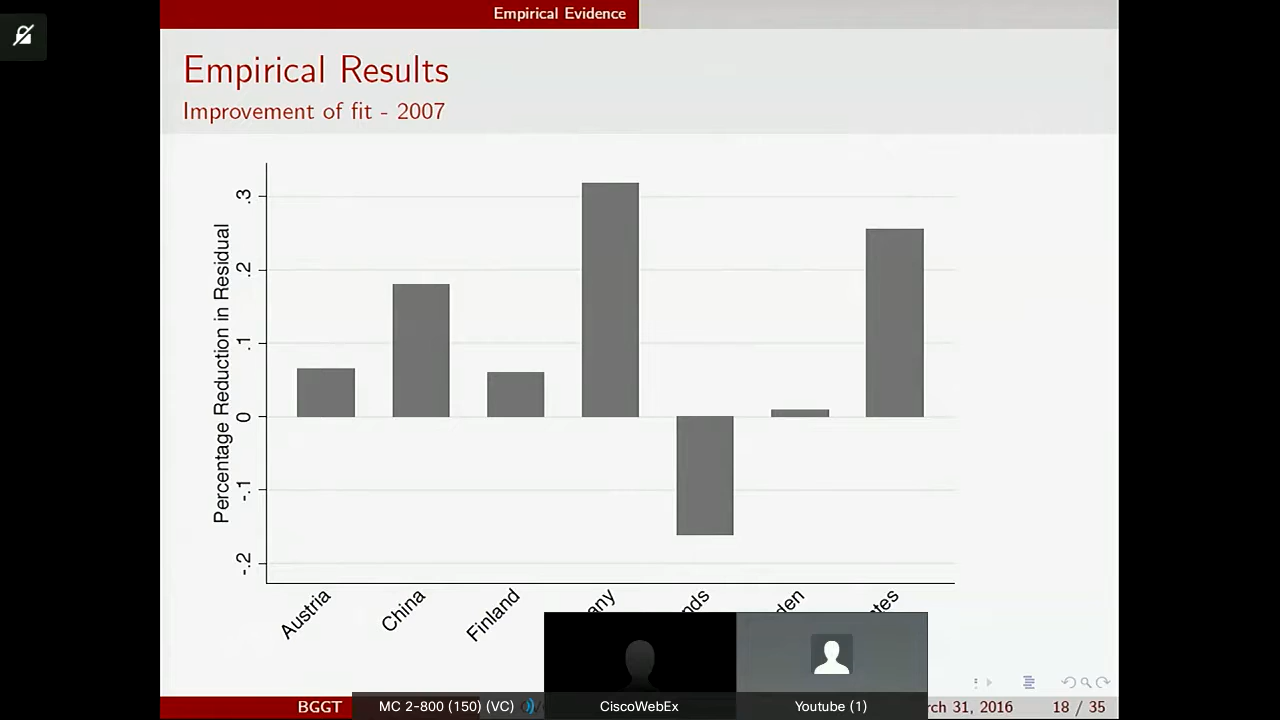 Empirical Evidence
Empirical Results
Improvement of fit - 2007
Percentage Reduction in Residual
.3
.2
.1
0
-.1
-.2
Austria
China
Finland
any
nds
den
ates
BGGT
MC 2-800 (150) (VC)
CiscoWebEx
Youtube (1)
rch 31, 2016
18 / 35